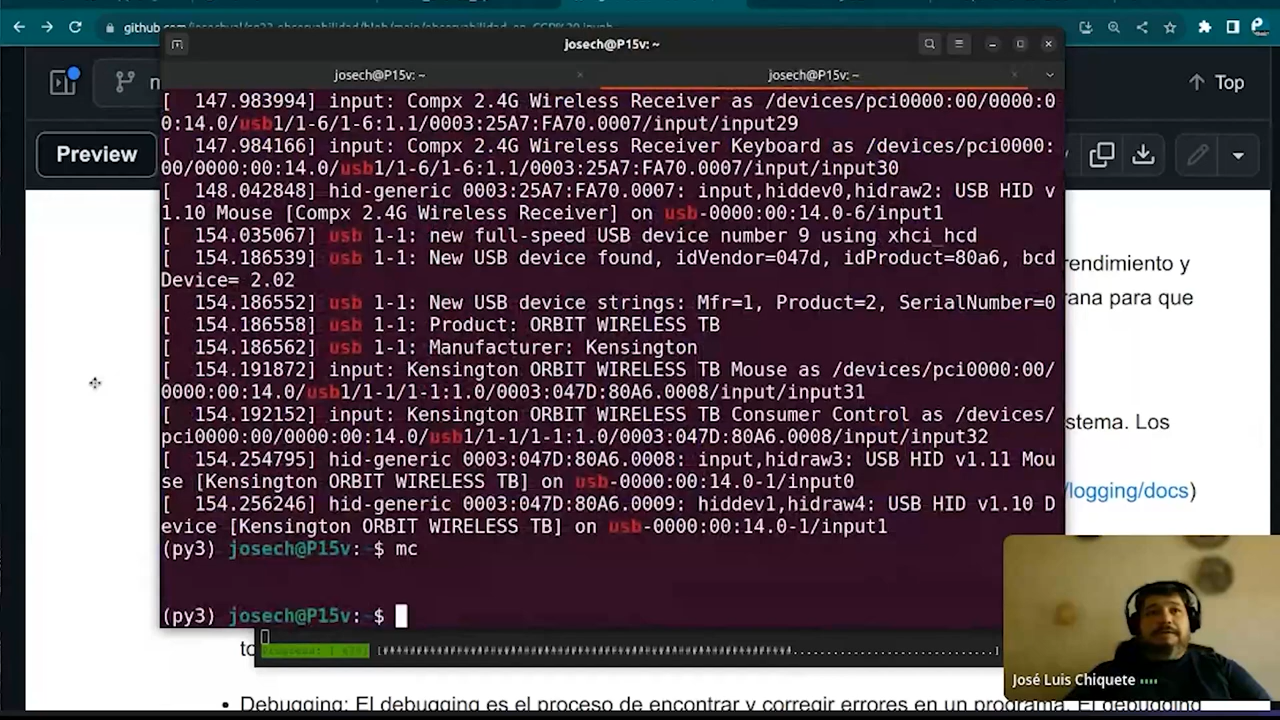 josech@P15v: ~
josech@P15v: ~
josech@P15v: ~
Top
Preview
[  147.983994] input: Compx 2.4G Wireless Receiver as /devices/pci0000:00/0000:0
0:14.0/usb1/1-6/1-6:1.1/0003:25A7:FA70.0007/input/input29
[  147.984166] input: Compx 2.4G Wireless Receiver Keyboard as /devices/pci0000:
00/0000:00:14.0/usb1/1-6/1-6:1.1/0003:25A7:FA70.0007/input/input30
[  148.042848] hid-generic 0003:25A7:FA70.0007: input,hiddev0,hidraw2: USB HID v
1.10 Mouse [Compx 2.4G Wireless Receiver] on usb-0000:00:14.0-6/input1
[  154.035067] usb 1-1: new full-speed USB device number 9 using xhci_hcd
[  154.186539] usb 1-1: New USB device found, idVendor=047d, idProduct=80a6, bcd
Device= 2.02
[  154.186552] usb 1-1: New USB device strings: Mfr=1, Product=2, SerialNumber=0
[  154.186558] usb 1-1: Product: ORBIT WIRELESS TB
[  154.186562] usb 1-1: Manufacturer: Kensington
[  154.191872] input: Kensington ORBIT WIRELESS TB Mouse as /devices/pci0000:00/
0000:00:14.0/usb1/1-1/1-1:1.0/0003:047D:80A6.0008/input/input31
[  154.192152] input: Kensington ORBIT WIRELESS TB Consumer Control as /devices/
pci0000:00/0000:00:14.0/usb1/1-1/1-1:1.0/0003:047D:80A6.0008/input/input32
[  154.254795] hid-generic 0003:047D:80A6.0008: input,hidraw3: USB HID v1.11 Mou
se [Kensington ORBIT WIRELESS TB] on usb-0000:00:14.0-1/input0
[  154.256246] hid-generic 0003:047D:80A6.0009: hiddev1,hidraw4: USB HID v1.10 D
evice [Kensington ORBIT WIRELESS TB] on usb-0000:00:14.0-1/input1
(py3) josech@P15v:~$ mc
(py3) josech@P15v:~$
rendimiento y
rana para que
stema. Los
/logging/docs)
to
José Luis Chiquete
• Debugging: El debugging es el proceso de encontrar y corregir errores en un programa. El debugging